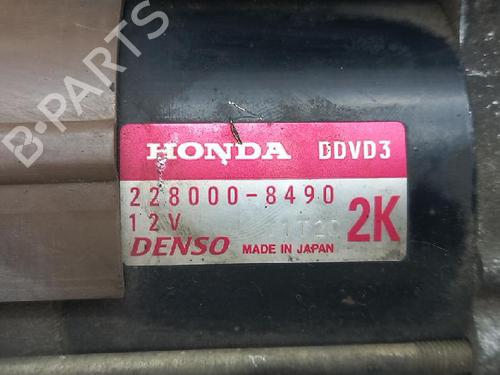 B-PARTS
HONDA DDVD3
228000-8490
12V 2K
DENSO MADE IN JAPAN